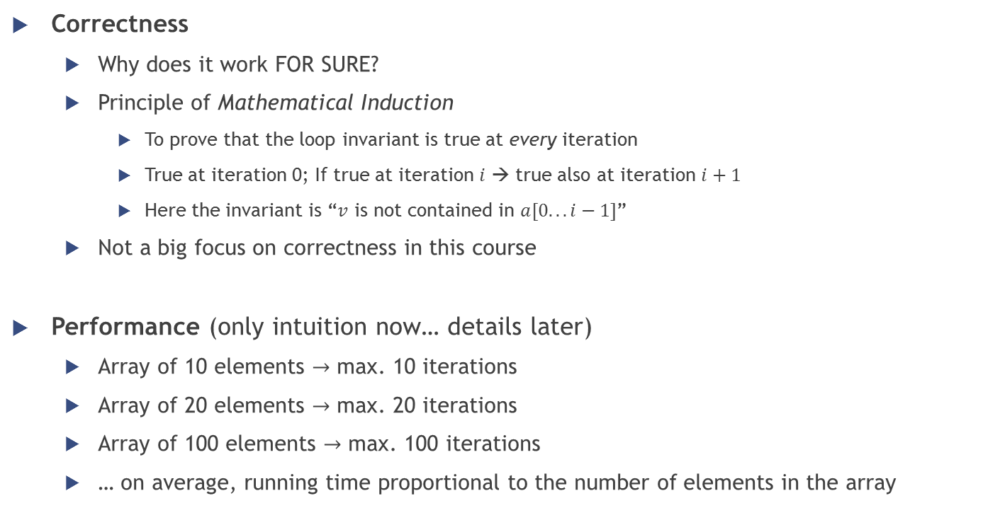 Correctness
Why does it work FOR SURE?
Principle of Mathematical Induction
To prove that the loop invariant is true at every iteration
True at iteration 0; If true at iteration i → true also at iteration i + 1
Here the invariant is “v is not contained in a[0…i − 1]”
Not a big focus on correctness in this course
Performance (only intuition now… details later)
Array of 10 elements → max. 10 iterations
Array of 20 elements → max. 20 iterations
Array of 100 elements → max. 100 iterations
… on average, running time proportional to the number of elements in the array